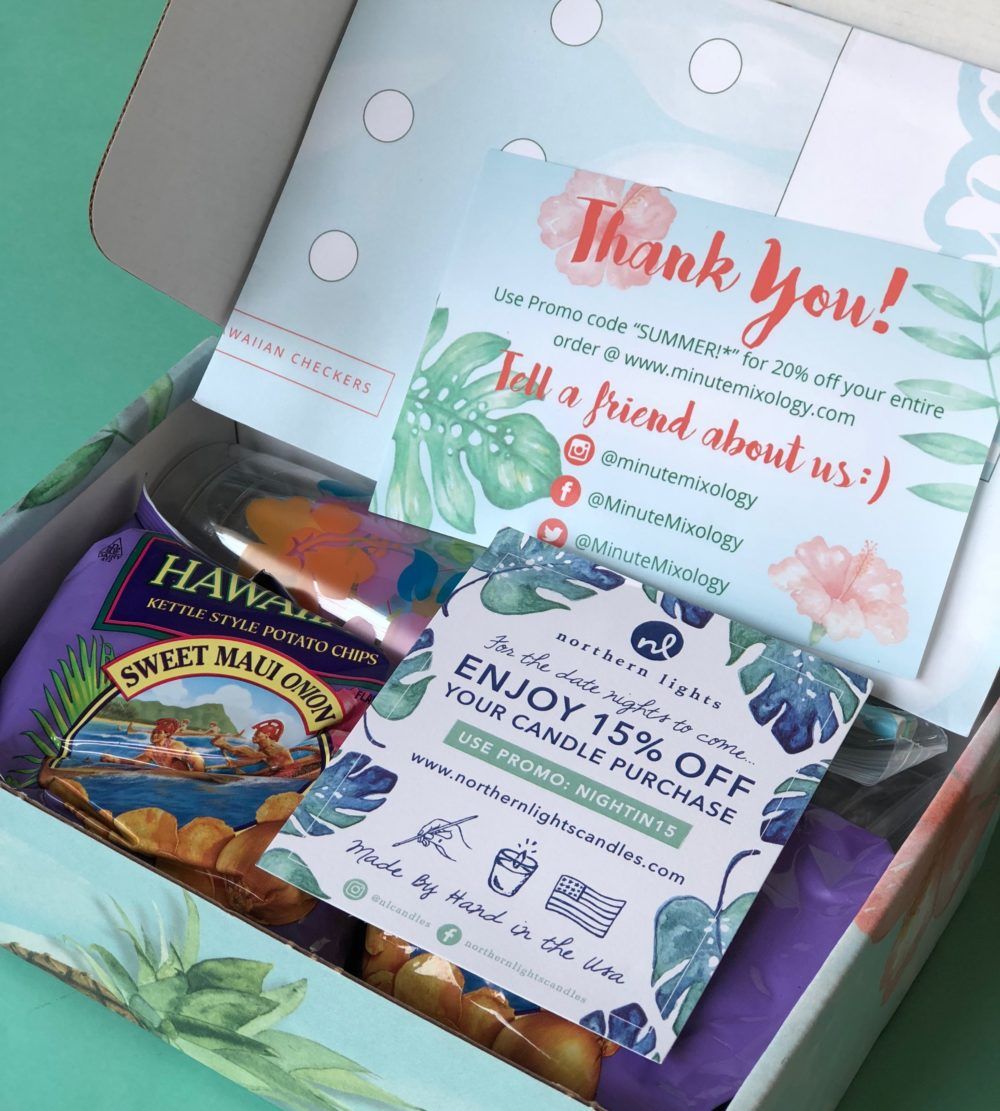 WAIIAN CHECKERS
Thank You!
Use Promo code "SUMMER!*" for 20% off your entire
order @ www.minutemixology.com
Tell a friend about us:)
@minutemixology
@MinuteMixology
@MinuteMixology
HAWAI
KETTLE STYLE POTATO CHIPS
SWEET MAUI ONION
nl
northern lights
For the date nights to come...
ENJOY 15% OFF
YOUR CANDLE PURCHASE
USE PROMO: NIGHTIN15
www.northernlightscandles.com
Made By Hand in the Usa
@nlcandles
northernlightscandles